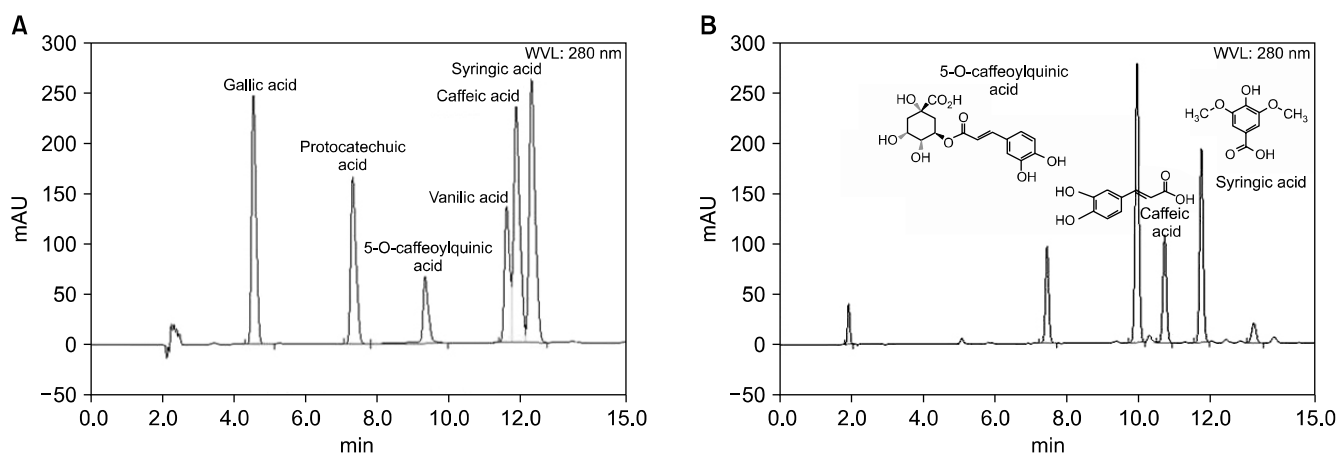 A
300
250
200
150
100
50
0
−50
mAU
WVL: 280 nm
Gallic acid
Protocatechuic
acid
5-O-caffeoylquinic
acid
Vanilic acid
Caffeic acid
Syringic acid
0.0 2.0 4.0 6.0 8.0 10.0 12.0 15.0
min
B
300
250
200
150
100
50
0
−50
mAU
WVL: 280 nm
5-O-caffeoylquinic
acid
HO CO₂H
HO
OH
O
O
OH
OH
HO
HO
O
OH
Caffeic
acid
OH
H₃C O O CH₃
O OH
Syringic acid
0.0 2.0 4.0 6.0 8.0 10.0 12.0 15.0
min